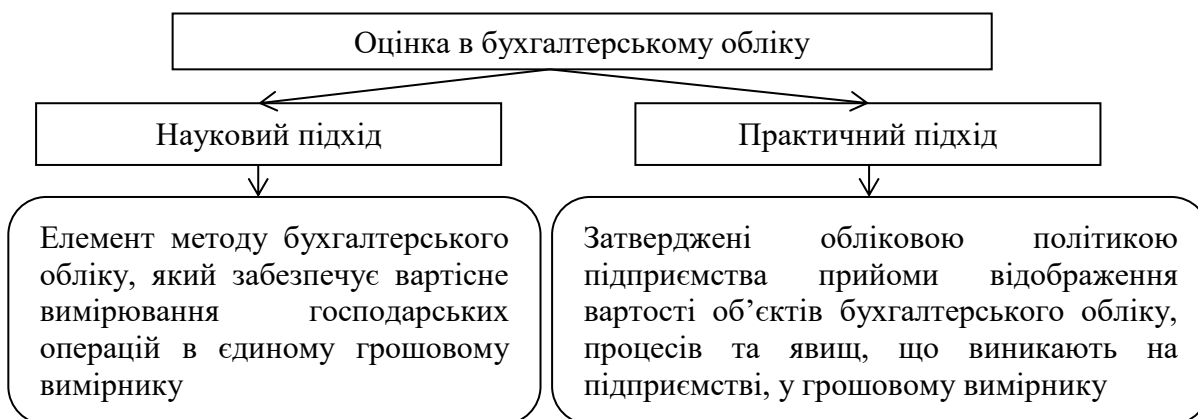 Оцінка в бухгалтерському обліку
Науковий підхід
Практичний підхід
Елемент методу бухгалтерського
обліку, який забезпечує вартісне
вимірювання господарських
операцій в єдиному грошовому
вимірнику
Затверджені обліковою політикою
підприємства прийоми відображення
вартості об’єктів бухгалтерського обліку,
процесів та явищ, що виникають на
підприємстві, у грошовому вимірнику